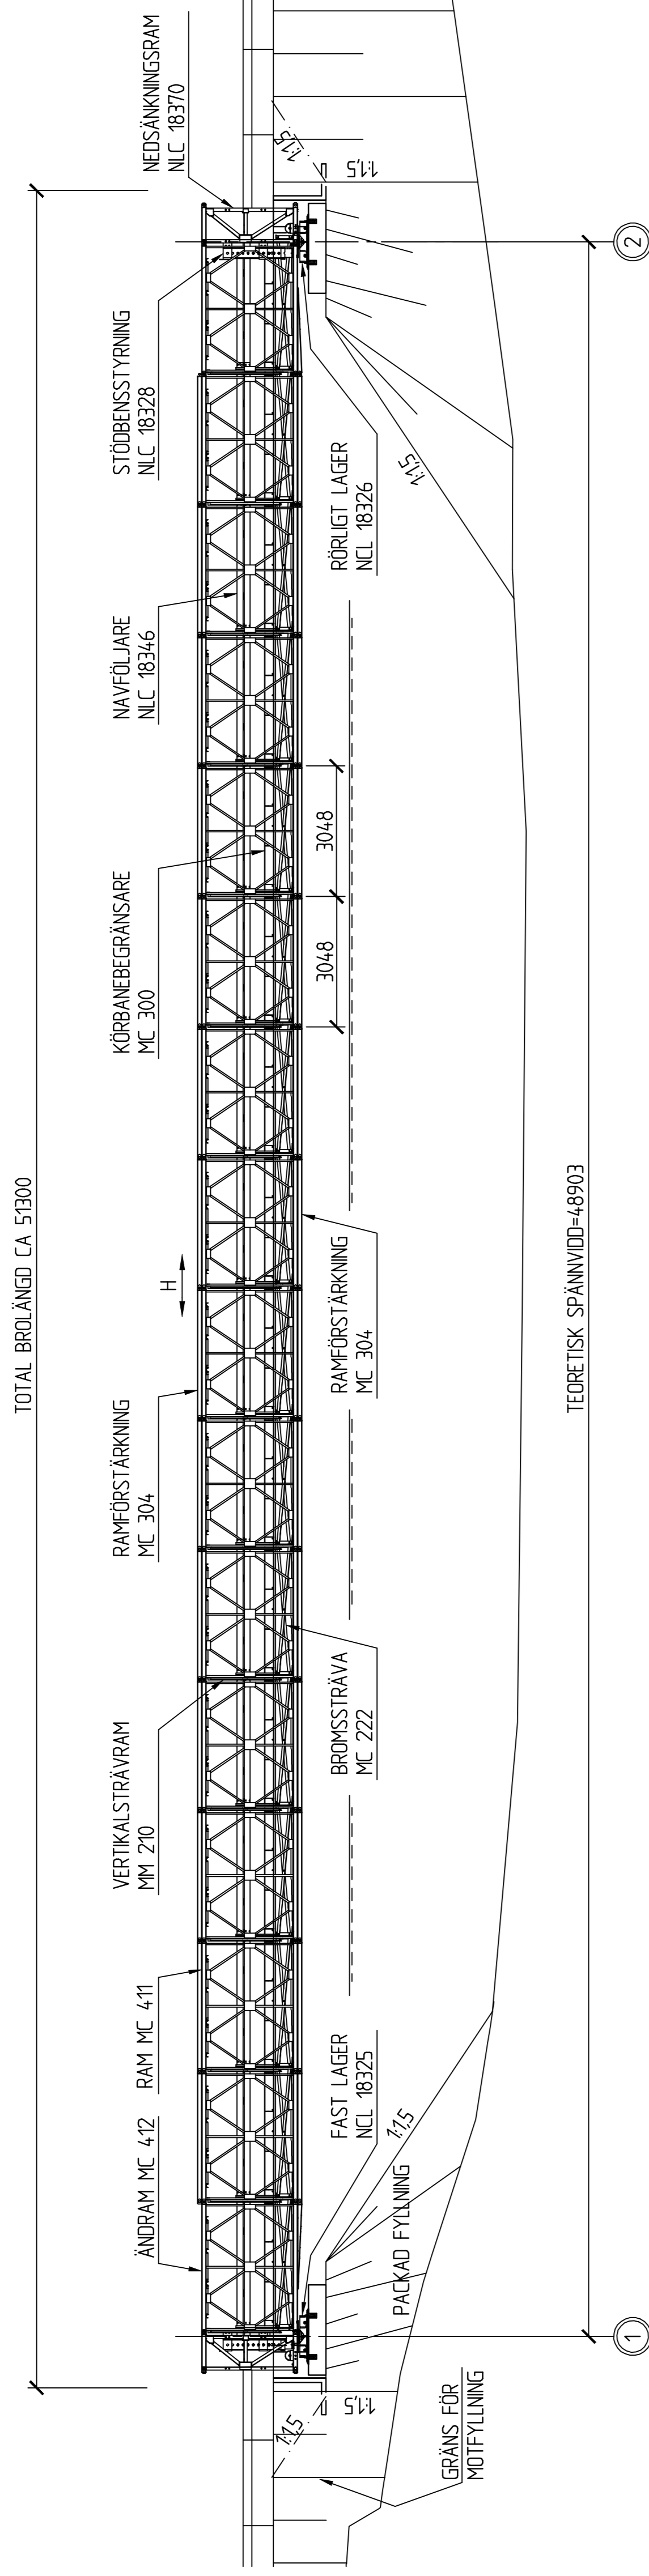 TOTAL BROLÄNGD CA 51300
ÄNDRAM MC 412
RAM MC 411
VERTIKALSTRÄVRAM
MM 210
RAMFÖRSTÄRKNING
MC 304
H
KÖRBANEBEGRÄNSARE
MC 300
NAVFÖLJARE
NLC 18346
STÖDBENSSTYRNING
NLC 18328
NEDSÄNKNINGSRAM
NLC 18370
1:1,5
1:1,5
GRÄNS FÖR
MOTFYLLNING
PACKAD FYLLNING
1:1,5
FAST LAGER
NCL 18325
BROMSSTRÄVA
MC 222
RAMFÖRSTÄRKNING
MC 304
3048
3048
RÖRLIGT LAGER
NCL 18326
1:1,5
1:1,5
1:1,5
TEORETISK SPÄNNVIDD=48903
1
2